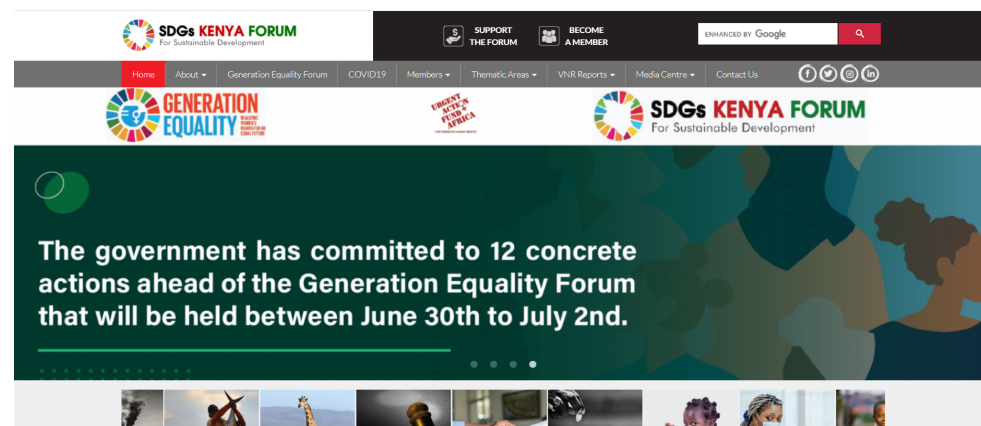 SDGs KENYA FORUM
For Sustainable Development
SUPPORT
THE FORUM
BECOME
A MEMBER
ENHANCED BY Google
Home About Generation Equality Forum COVID19 Members Thematic Areas VNR Reports Media Centre Contact Us
GENERATION
EQUALITY
URGENT
ACTION
FUND
AFRICA
SDGs KENYA FORUM
For Sustainable Development
The government has committed to 12 concrete
actions ahead of the Generation Equality Forum
that will be held between June 30th to July 2nd.